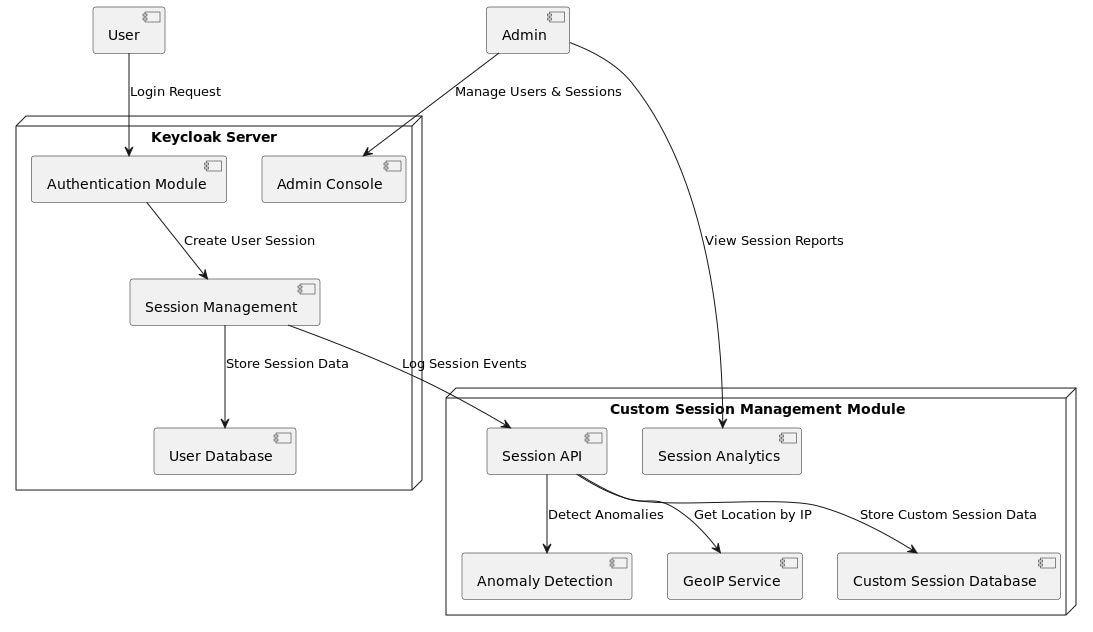 User
Admin
Login Request
Manage Users & Sessions
Keycloak Server
Authentication Module
Admin Console
Create User Session
View Session Reports
Session Management
Store Session Data
Log Session Events
Custom Session Management Module
User Database
Session API
Session Analytics
Detect Anomalies
Get Location by IP
Store Custom Session Data
Anomaly Detection
GeoIP Service
Custom Session Database